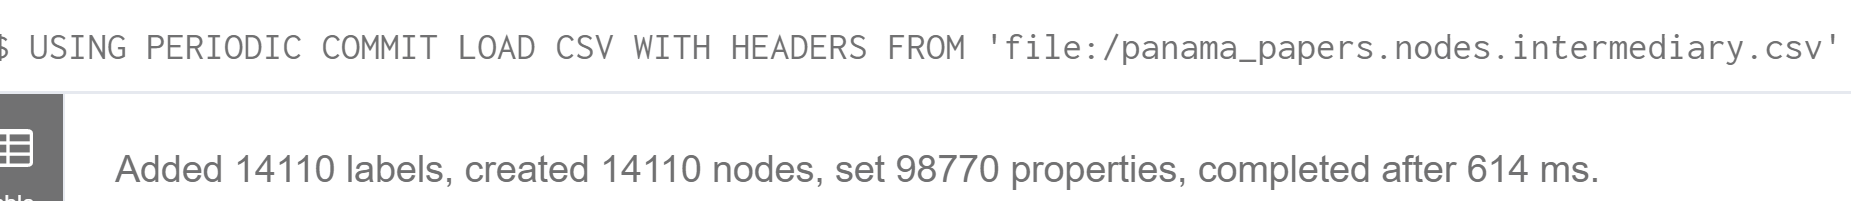 $ USING PERIODIC COMMIT LOAD CSV WITH HEADERS FROM 'file:/panama_papers.nodes.intermediary.csv'
Added 14110 labels, created 14110 nodes, set 98770 properties, completed after 614 ms.